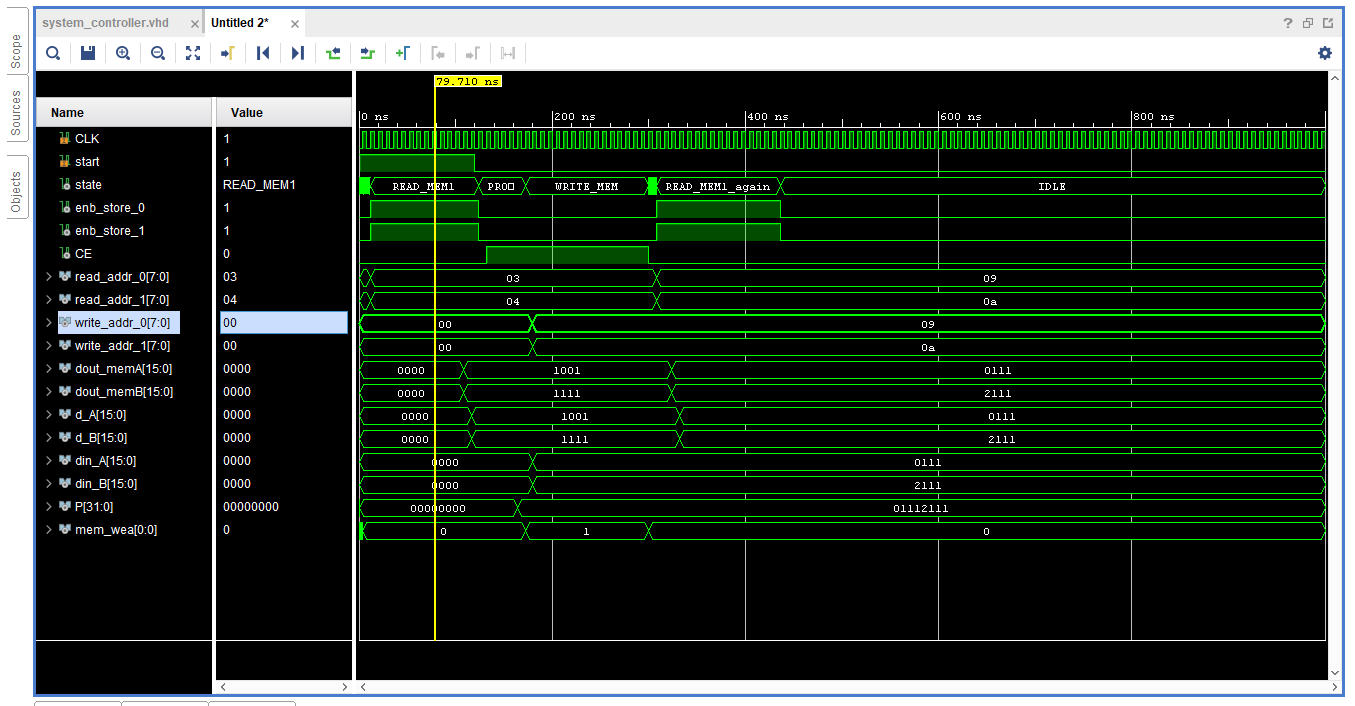 system_controller.vhd × Untitled 2* ×
?
Scope
Sources
Objects
79.710 ns
Name Value
0 ns 200 ns 400 ns 600 ns 800 ns
CLK 1
start 1
state READ_MEM1 READ_MEM1 PRO WRITE_MEM READ_MEM1_again IDLE
enb_store_0 1
enb_store_1 1
CE 0
read_addr_0[7:0] 03 03 09
read_addr_1[7:0] 04 04 0a
write_addr_0[7:0] 00 00 09
write_addr_1[7:0] 00 00 0a
dout_memA[15:0] 0000 0000 1001 0111
dout_memB[15:0] 0000 0000 1111 2111
d_A[15:0] 0000 0000 1001 0111
d_B[15:0] 0000 0000 1111 2111
din_A[15:0] 0000 0000 0111
din_B[15:0] 0000 0000 2111
P[31:0] 00000000 00000000 01112111
mem_wea[0:0] 0 0 1 0